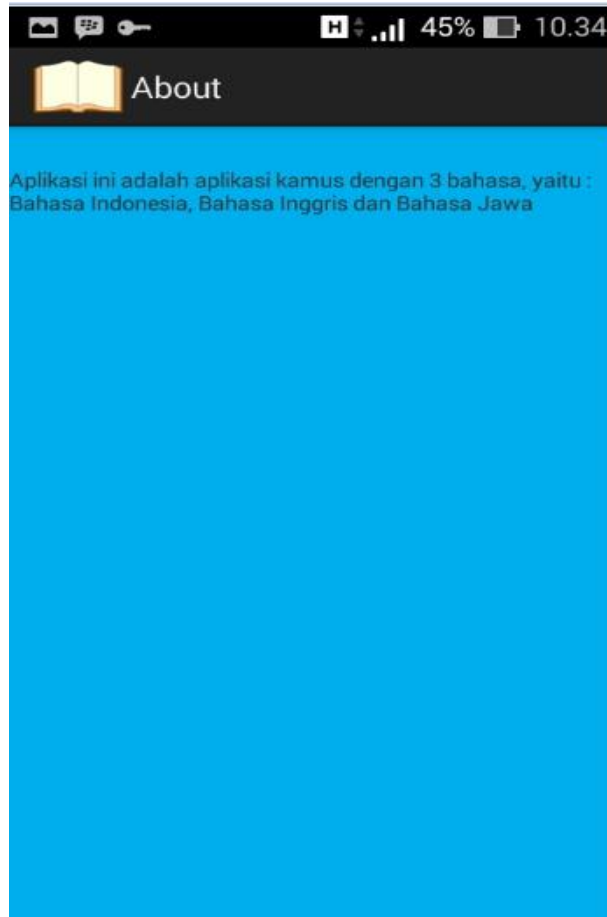 H 45% 10.34
About
Aplikasi ini adalah aplikasi kamus dengan 3 bahasa, yaitu :
Bahasa Indonesia, Bahasa Inggris dan Bahasa Jawa